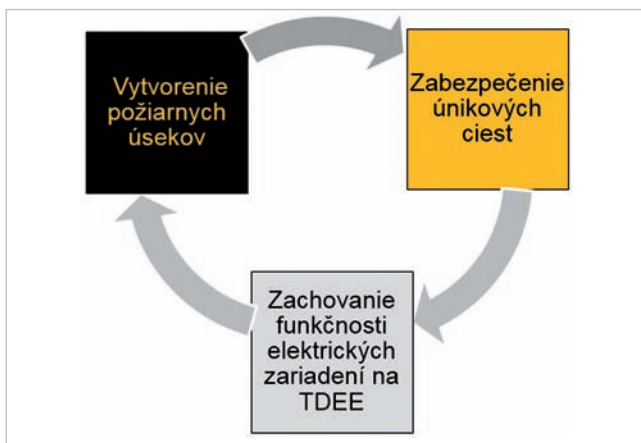 Vytvorenie
požiarnych
úsekov
Zabezpečenie
únikových
ciest
Zachovanie
funkčnosti
elektrických
zariadení na
TDEE